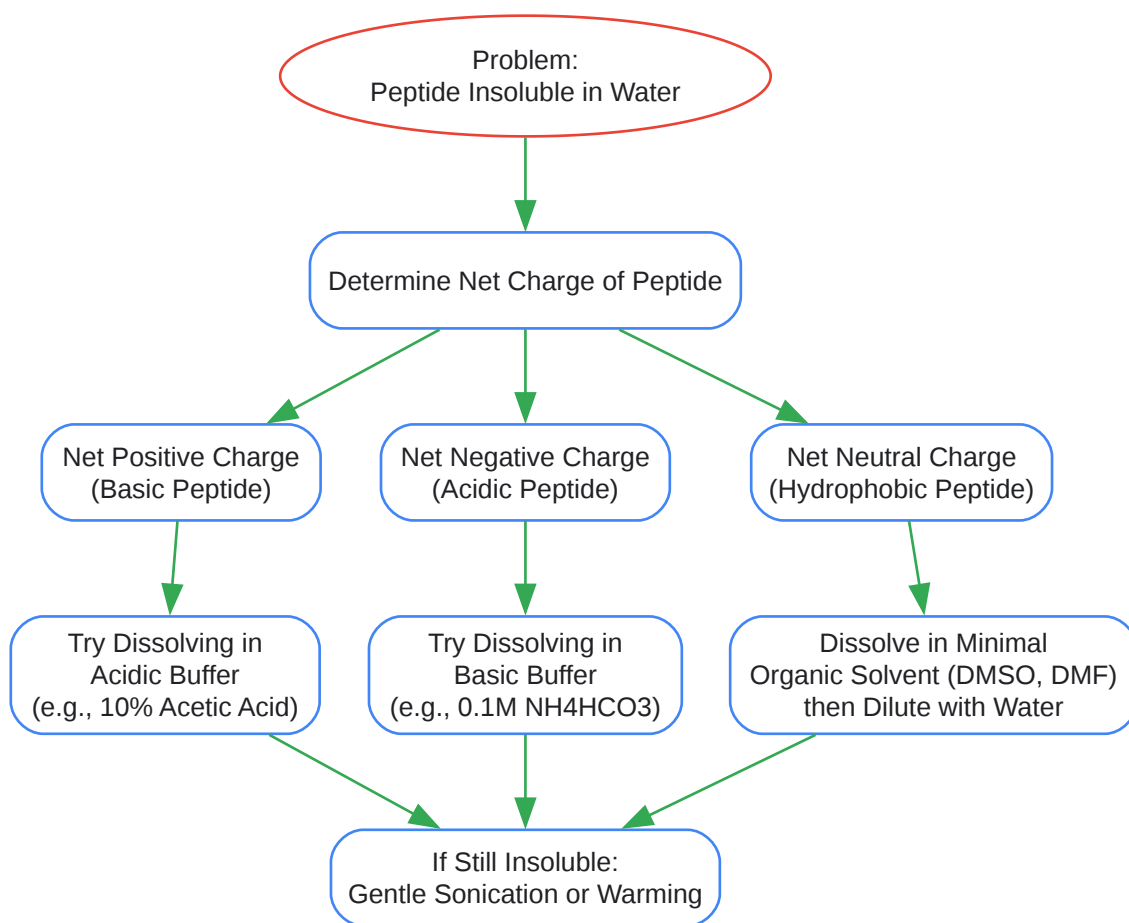 Problem:
Peptide Insoluble in Water
Determine Net Charge of Peptide
Net Positive Charge
(Basic Peptide)
Net Negative Charge
(Acidic Peptide)
Net Neutral Charge
(Hydrophobic Peptide)
Try Dissolving in
Acidic Buffer
(e.g., 10% Acetic Acid)
Try Dissolving in
Basic Buffer
(e.g., 0.1M NH4HCO3)
Dissolve in Minimal
Organic Solvent (DMSO, DMF)
then Dilute with Water
If Still Insoluble:
Gentle Sonication or Warming